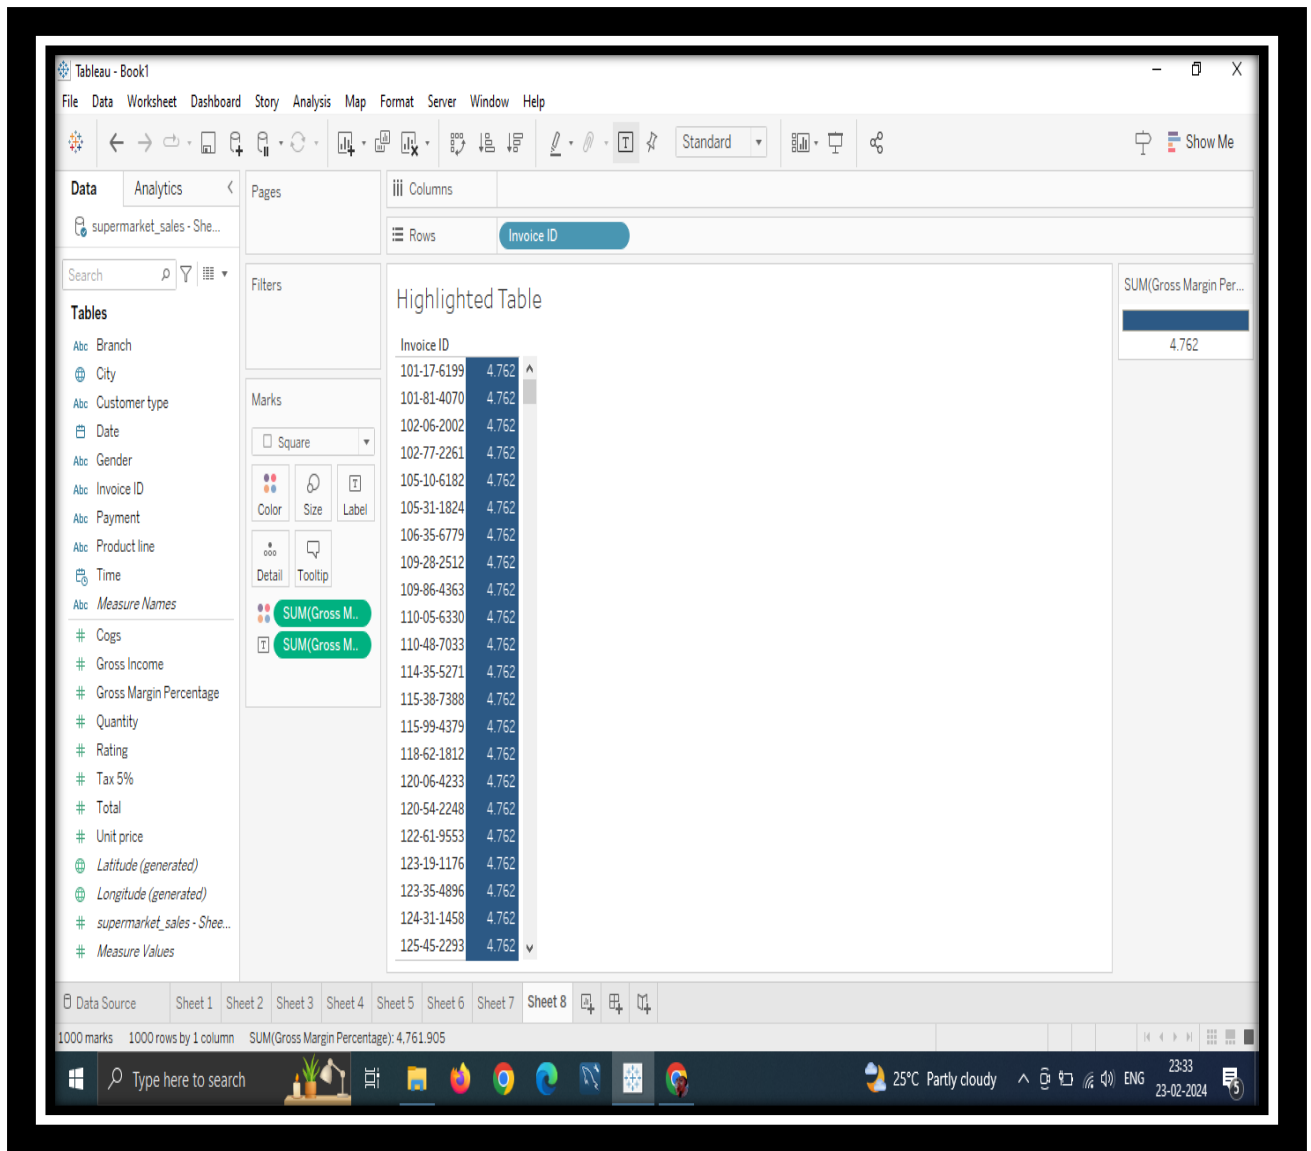 Tableau - Book1
File Data Worksheet Dashboard Story Analysis Map Format Server Window Help
Standard
Show Me
Data Analytics
supermarket_sales - She...
Search
Tables
Abc Branch
City
Abc Customer type
Date
Abc Gender
Abc Invoice ID
Abc Payment
Abc Product line
Time
Abc Measure Names
# Cogs
# Gross Income
# Gross Margin Percentage
# Quantity
# Rating
# Tax 5%
# Total
# Unit price
Latitude (generated)
Longitude (generated)
# supermarket_sales - Shee...
# Measure Values
Pages
Filters
Marks
Square
Color Size Label
Detail Tooltip
SUM(Gross M..
T SUM(Gross M..
Columns
Rows Invoice ID
Highlighted Table
Invoice ID
101-17-6199 4.762
101-81-4070 4.762
102-06-2002 4.762
102-77-2261 4.762
105-10-6182 4.762
105-31-1824 4.762
106-35-6779 4.762
109-28-2512 4.762
109-86-4363 4.762
110-05-6330 4.762
110-48-7033 4.762
114-35-5271 4.762
115-38-7388 4.762
115-99-4379 4.762
118-62-1812 4.762
120-06-4233 4.762
120-54-2248 4.762
122-61-9553 4.762
123-19-1176 4.762
123-35-4896 4.762
124-31-1458 4.762
125-45-2293 4.762
SUM(Gross Margin Per...
4.762
Data Source Sheet 1 Sheet 2 Sheet 3 Sheet 4 Sheet 5 Sheet 6 Sheet 7 Sheet 8
1000 marks 1000 rows by 1 column SUM(Gross Margin Percentage): 4,761.905
Type here to search
25°C Partly cloudy
ENG
23:33
23-02-2024
5